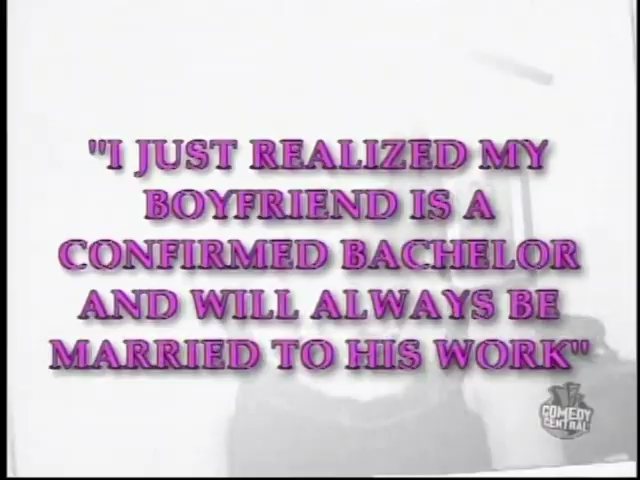 "I JUST REALIZED MY
BOYFRIEND IS A
CONFIRMED BACHELOR
AND WILL ALWAYS BE
MARRIED TO HIS WORK"
COMEDY
CENTRAL